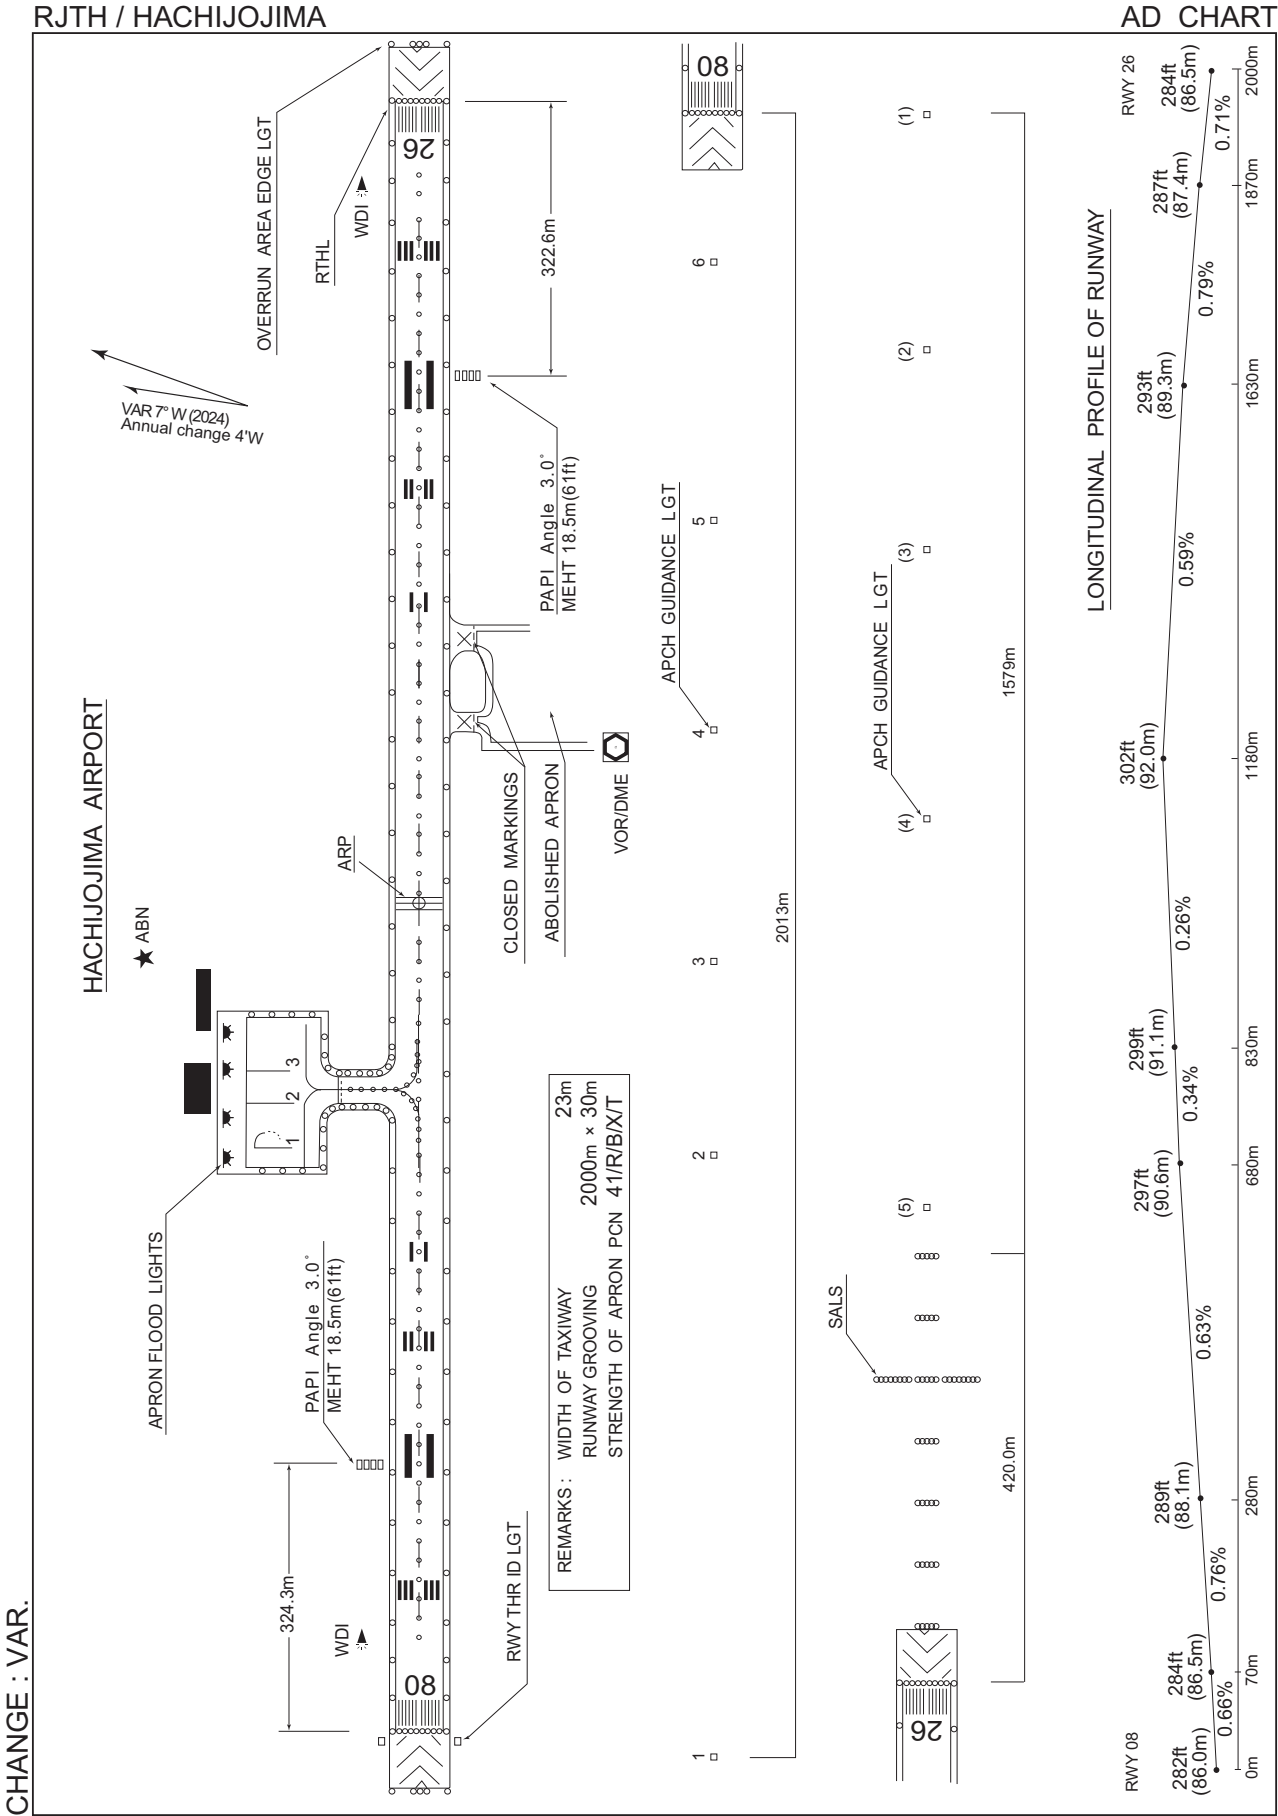 RJTH / HACHIJOJIMA
AD CHART
CHANGE : VAR.
HACHIJOJIMA AIRPORT
ABN
OVERRUN AREA EDGE LGT
RTHL
WDI
26
322.6m
VAR 7° W (2024)
Annual change 4'W
PAPI Angle 3.0°
MEHT 18.5m(61ft)
ARP
CLOSED MARKINGS
ABOLISHED APRON
VOR/DME
1
2
3
APRON FLOOD LIGHTS
PAPI Angle 3.0°
MEHT 18.5m(61ft)
324.3m
WDI
08
RWY THR ID LGT
REMARKS : WIDTH OF TAXIWAY 23m
RUNWAY GROOVING 2000m × 30m
STRENGTH OF APRON PCN 41/R/B/X/T
08
6
5
APCH GUIDANCE LGT
4
3
2
1
2013m
(1)
(2)
(3)
APCH GUIDANCE LGT
(4)
(5)
SALS
1579m
420.0m
26
LONGITUDINAL PROFILE OF RUNWAY
RWY 08
RWY 26
282ft
(86.0m)
284ft
(86.5m)
289ft
(88.1m)
297ft
(90.6m)
299ft
(91.1m)
302ft
(92.0m)
293ft
(89.3m)
287ft
(87.4m)
284ft
(86.5m)
0.66%
0.76%
0.63%
0.34%
0.26%
0.59%
0.79%
0.71%
0m
70m
280m
680m
830m
1180m
1630m
1870m
2000m